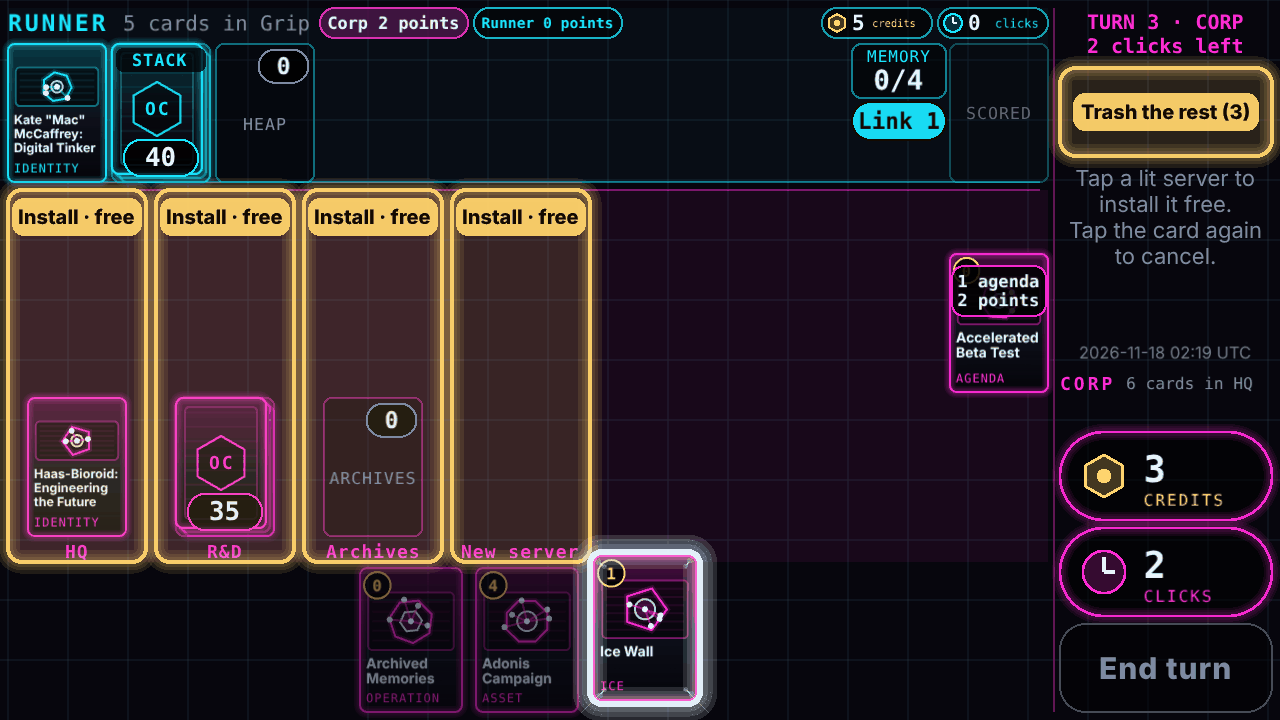 RUNNER 5 cards in Grip Corp 2 points Runner 0 points
5 credits 0 clicks
TURN 3 · CORP
2 clicks left
STACK
OC
40
Kate "Mac"
McCaffrey:
Digital Tinker
IDENTITY
0
HEAP
MEMORY
0/4
Link 1
SCORED
Trash the rest (3)
Tap a lit server to
install it free.
Tap the card again
to cancel.
Install · free
Install · free
Install · free
Install · free
1 agenda
2 points
Accelerated
Beta Test
AGENDA
2026-11-18 02:19 UTC
CORP 6 cards in HQ
Haas-Bioroid:
Engineering
the Future
IDENTITY
HQ
OC
35
R&D
0
ARCHIVES
Archives
New server
3
CREDITS
2
CLICKS
End turn
0
Archived
Memories
OPERATION
4
Adonis
Campaign
ASSET
1
Ice Wall
ICE